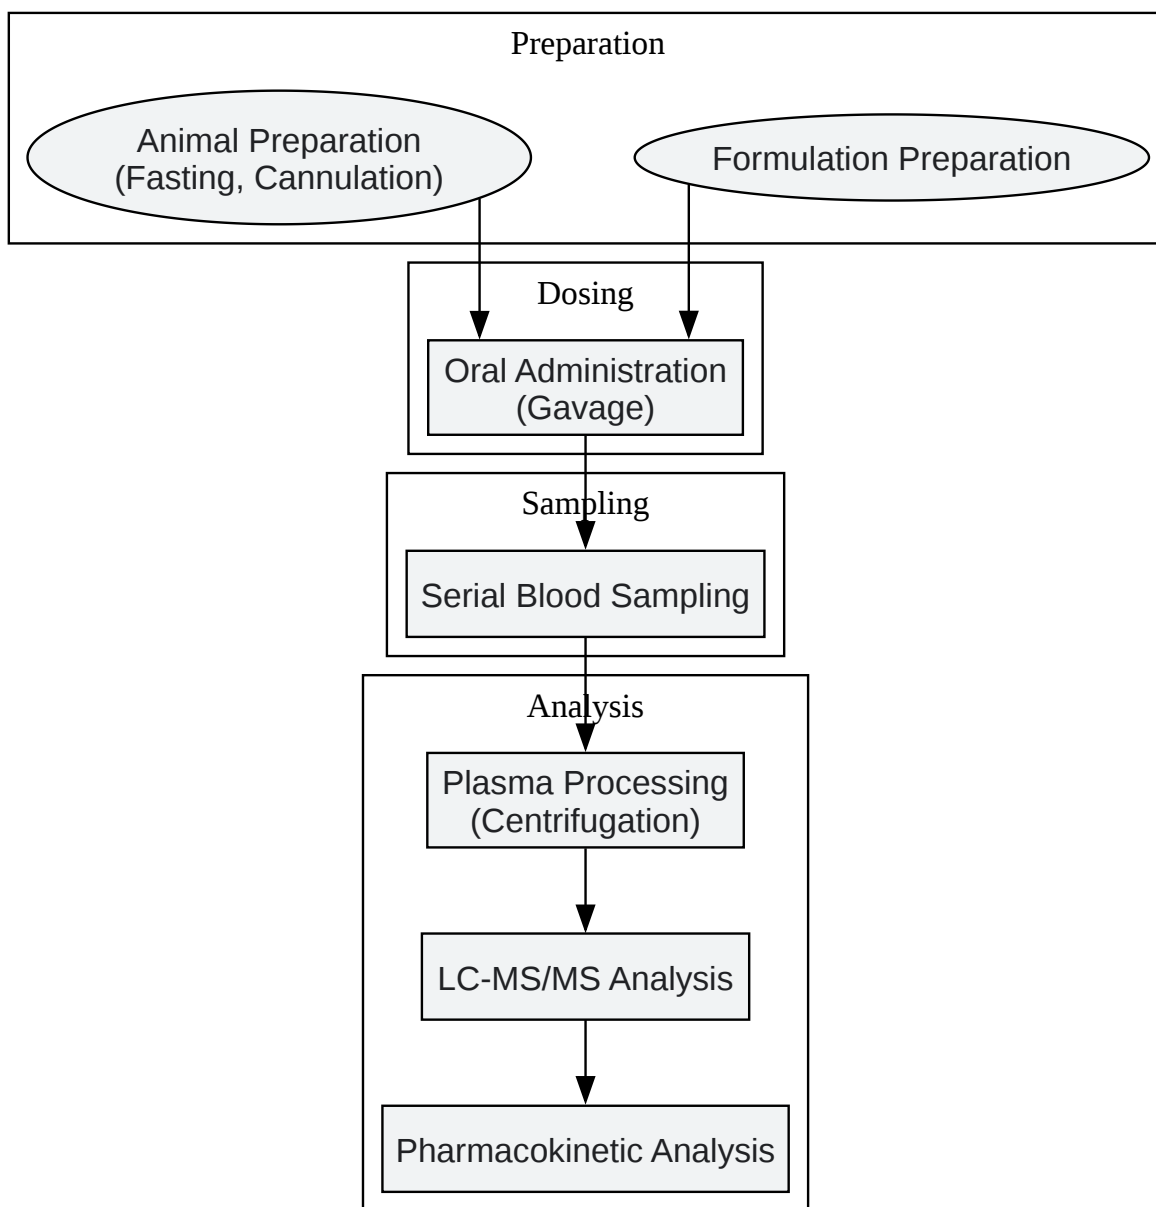 Preparation
Animal Preparation
(Fasting, Cannulation)
Formulation Preparation
Dosing
Oral Administration
(Gavage)
Sampling
Serial Blood Sampling
Analysis
Plasma Processing
(Centrifugation)
LC-MS/MS Analysis
Pharmacokinetic Analysis